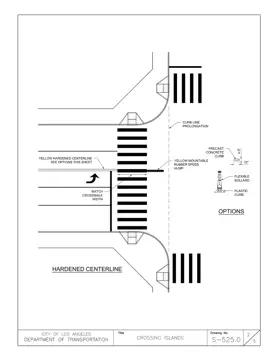 CURB LINE
PROLONGATION
PRECAST
CONCRETE
CURB
YELLOW HARDENED CENTERLINE
SEE OPTIONS THIS SHEET
YELLOW MOUNTABLE
RUBBER SPEED
HUMP
FLEXIBLE
BOLLARD
MATCH
CROSSWALK
WIDTH
PLASTIC
CURB
OPTIONS
HARDENED CENTERLINE
CITY OF LOS ANGELES
DEPARTMENT OF TRANSPORTATION
Title
CROSSING ISLANDS
Drawing No.
S-525.0